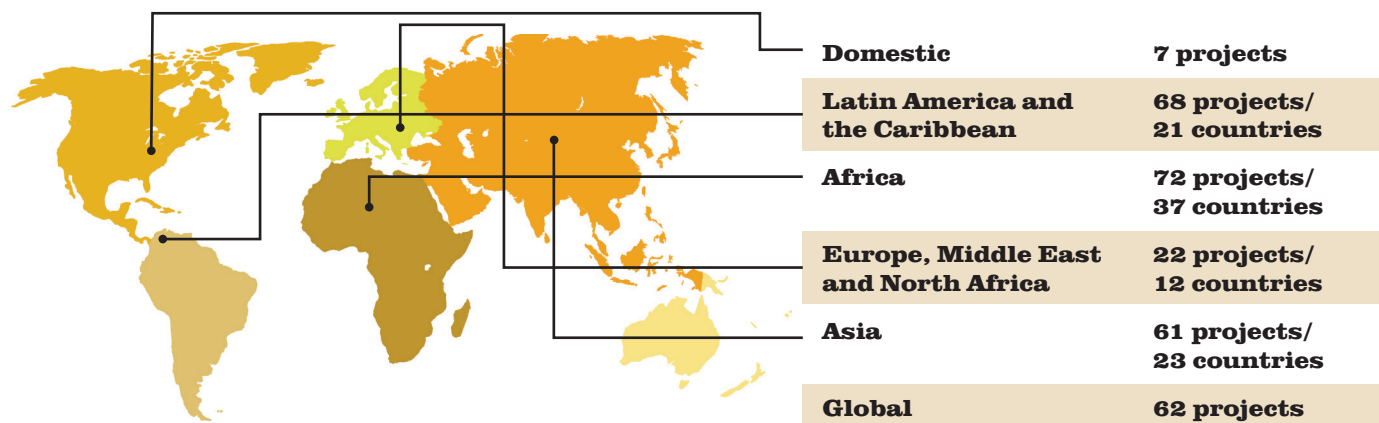 Domestic 7 projects
Latin America and 68 projects/
the Caribbean 21 countries
Africa 72 projects/
37 countries
Europe, Middle East 22 projects/
and North Africa 12 countries
Asia 61 projects/
23 countries
Global 62 projects